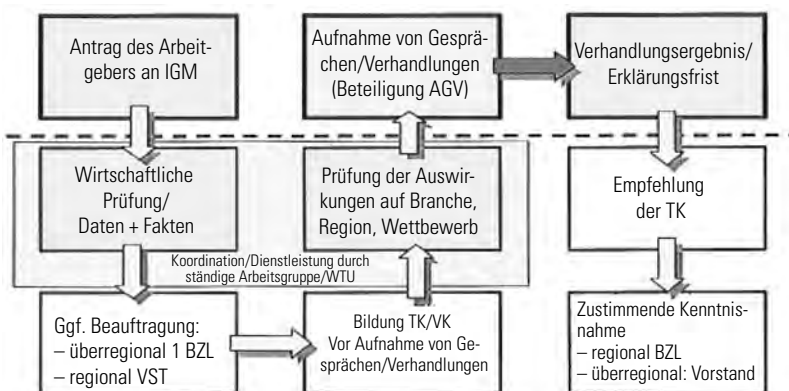 Antrag des Arbeit-
gebers an IGM
Aufnahme von Gesprä-
chen/Verhandlungen
(Beteiligung AGV)
Verhandlungsergebnis/
Erklärungsfrist
Wirtschaftliche
Prüfung/
Daten + Fakten
Prüfung der Auswir-
kungen auf Branche,
Region, Wettbewerb
Empfehlung
der TK
Koordination/Dienstleistung durch
ständige Arbeitsgruppe/WTU
Ggf. Beauftragung:
– überregional 1 BZL
– regional VST
Bildung TK/VK
Vor Aufnahme von Ge-
sprächen/Verhandlungen
Zustimmende Kenntnis-
nahme
– regional BZL
– überregional: Vorstand